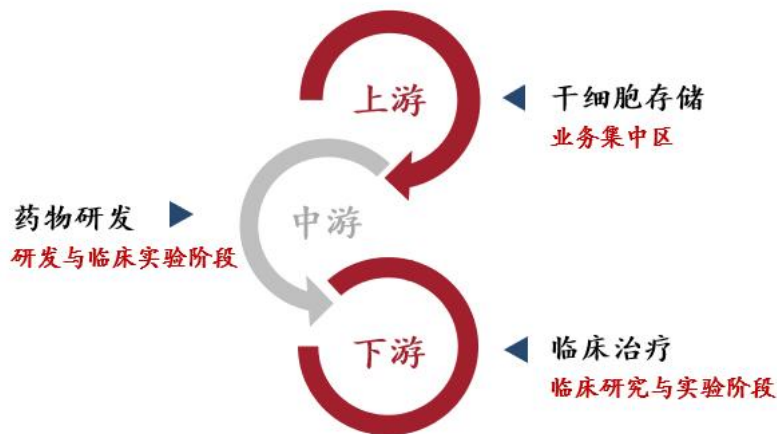 上游
干细胞存储
业务集中区
药物研发
研发与临床实验阶段
中游
下游
临床治疗
临床研究与实验阶段